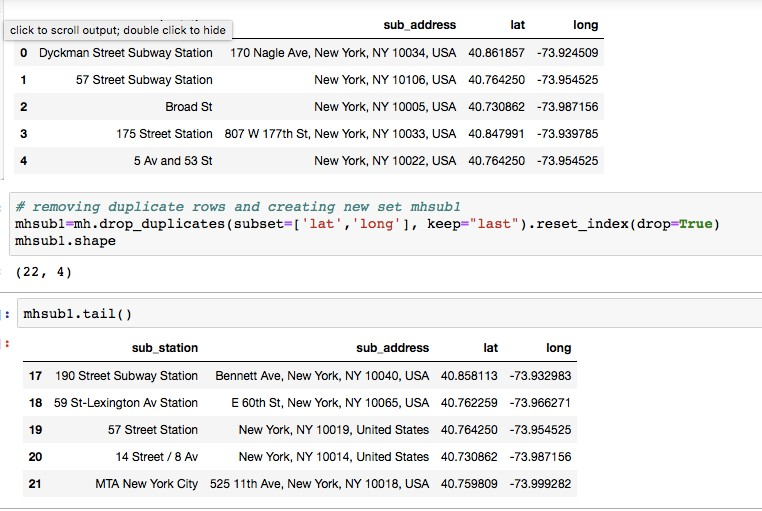 click to scroll output; double click to hide
sub_address lat long
0 Dyckman Street Subway Station 170 Nagle Ave, New York, NY 10034, USA 40.861857 -73.924509
1 57 Street Subway Station New York, NY 10106, USA 40.764250 -73.954525
2 Broad St New York, NY 10005, USA 40.730862 -73.987156
3 175 Street Station 807 W 177th St, New York, NY 10033, USA 40.847991 -73.939785
4 5 Av and 53 St New York, NY 10022, USA 40.764250 -73.954525
# removing duplicate rows and creating new set mhsub1
mhsub1=mh.drop_duplicates(subset=['lat','long'], keep="last").reset_index(drop=True)
mhsub1.shape
(22, 4)
]: mhsub1.tail()
:
sub_station sub_address lat long
17 190 Street Subway Station Bennett Ave, New York, NY 10040, USA 40.858113 -73.932983
18 59 St-Lexington Av Station E 60th St, New York, NY 10065, USA 40.762259 -73.966271
19 57 Street Station New York, NY 10019, United States 40.764250 -73.954525
20 14 Street / 8 Av New York, NY 10014, United States 40.730862 -73.987156
21 MTA New York City 525 11th Ave, New York, NY 10018, USA 40.759809 -73.999282